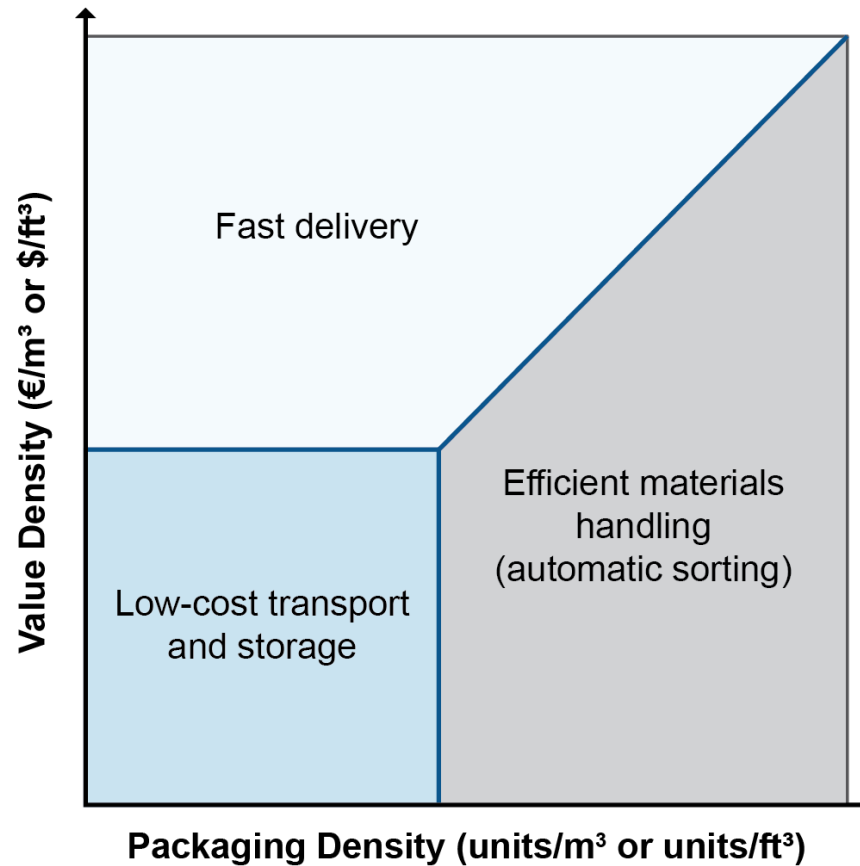 Value Density (€/m³ or $/ft³)
Fast delivery
Efficient materials
handling
(automatic sorting)
Low-cost transport
and storage
Packaging Density (units/m³ or units/ft³)